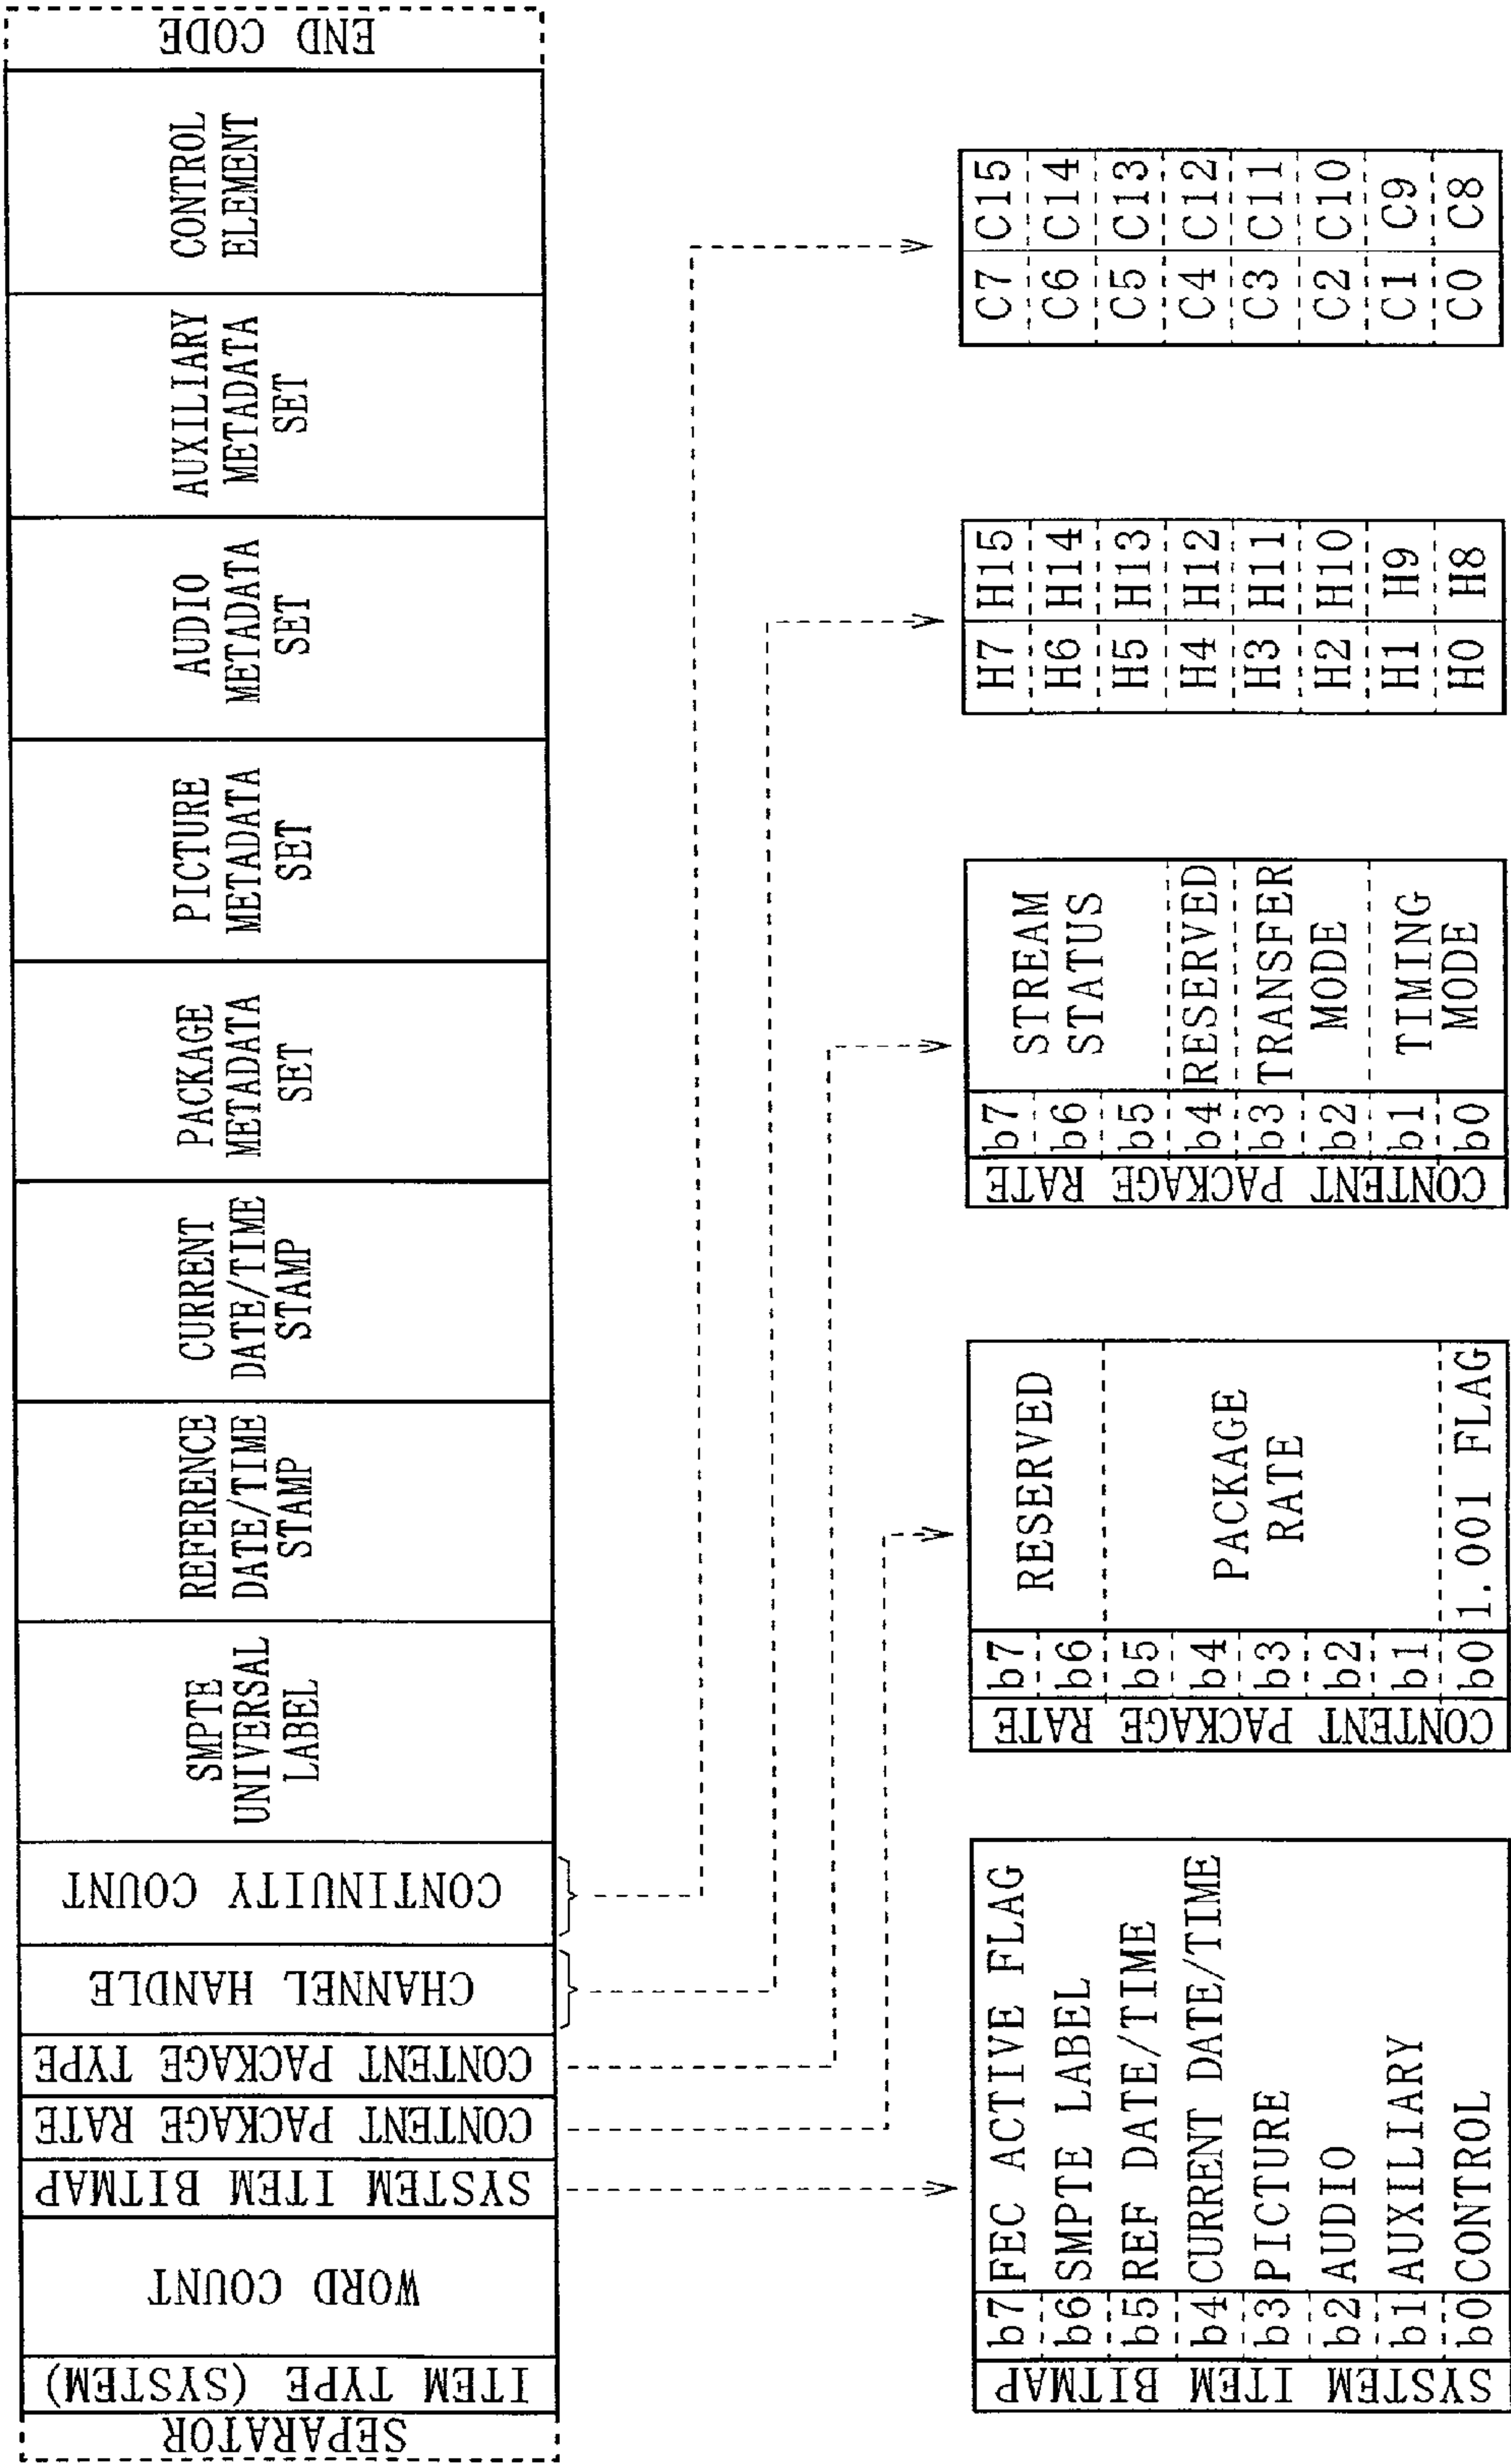 SEPARATOR
ITEM TYPE (SYSTEM)
WORD COUNT
SYSTEM ITEM BITMAP
CONTENT PACKAGE RATE
CONTENT PACKAGE TYPE
CHANNEL HANDLE
CONTINUITY COUNT
SMPTE
UNIVERSAL
LABEL
REFERENCE
DATE/TIME
STAMP
CURRENT
DATE/TIME
STAMP
PACKAGE
METADATA
SET
PICTURE
METADATA
SET
AUDIO
METADATA
SET
AUXILIARY
METADATA
SET
CONTROL
ELEMENT
END CODE
SYSTEM ITEM BITMAP
b7 FEC ACTIVE FLAG
b6 SMPTE LABEL
b5 REF DATE/TIME
b4 CURRENT DATE/TIME
b3 PICTURE
b2 AUDIO
b1 AUXILIARY
b0 CONTROL
CONTENT PACKAGE RATE
b7
b6
b5
b4
b3
b2
b1
b0
RESERVED
PACKAGE
RATE
1.001 FLAG
CONTENT PACKAGE RATE
b7
b6
b5
b4
b3
b2
b1
b0
STREAM
STATUS
RESERVED
TRANSFER
MODE
TIMING
MODE
H7 H15
H6 H14
H5 H13
H4 H12
H3 H11
H2 H10
H1 H9
H0 H8
C7 C15
C6 C14
C5 C13
C4 C12
C3 C11
C2 C10
C1 C9
C0 C8